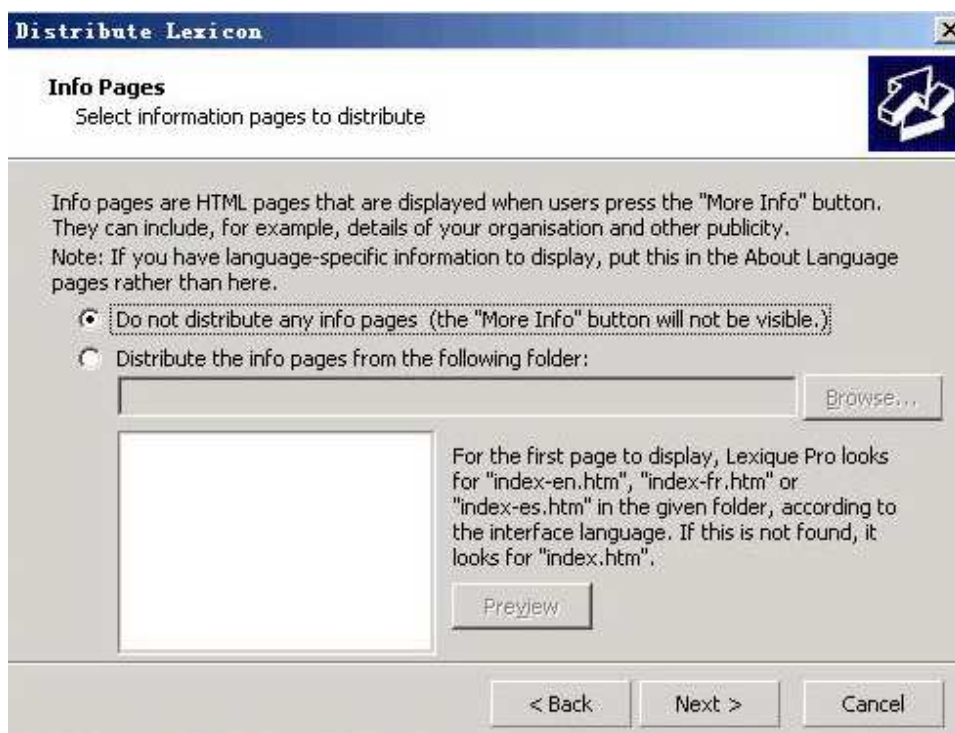 Distribute Lexicon
Info Pages
Select information pages to distribute
Info pages are HTML pages that are displayed when users press the "More Info" button.
They can include, for example, details of your organisation and other publicity.
Note: If you have language-specific information to display, put this in the About Language
pages rather than here.
Do not distribute any info pages (the "More Info" button will not be visible.)
Distribute the info pages from the following folder:
Browse...
For the first page to display, Lexique Pro looks
for "index-en.htm", "index-fr.htm" or
"index-es.htm" in the given folder, according to
the interface language. If this is not found, it
looks for "index.htm".
Preview
< Back
Next >
Cancel